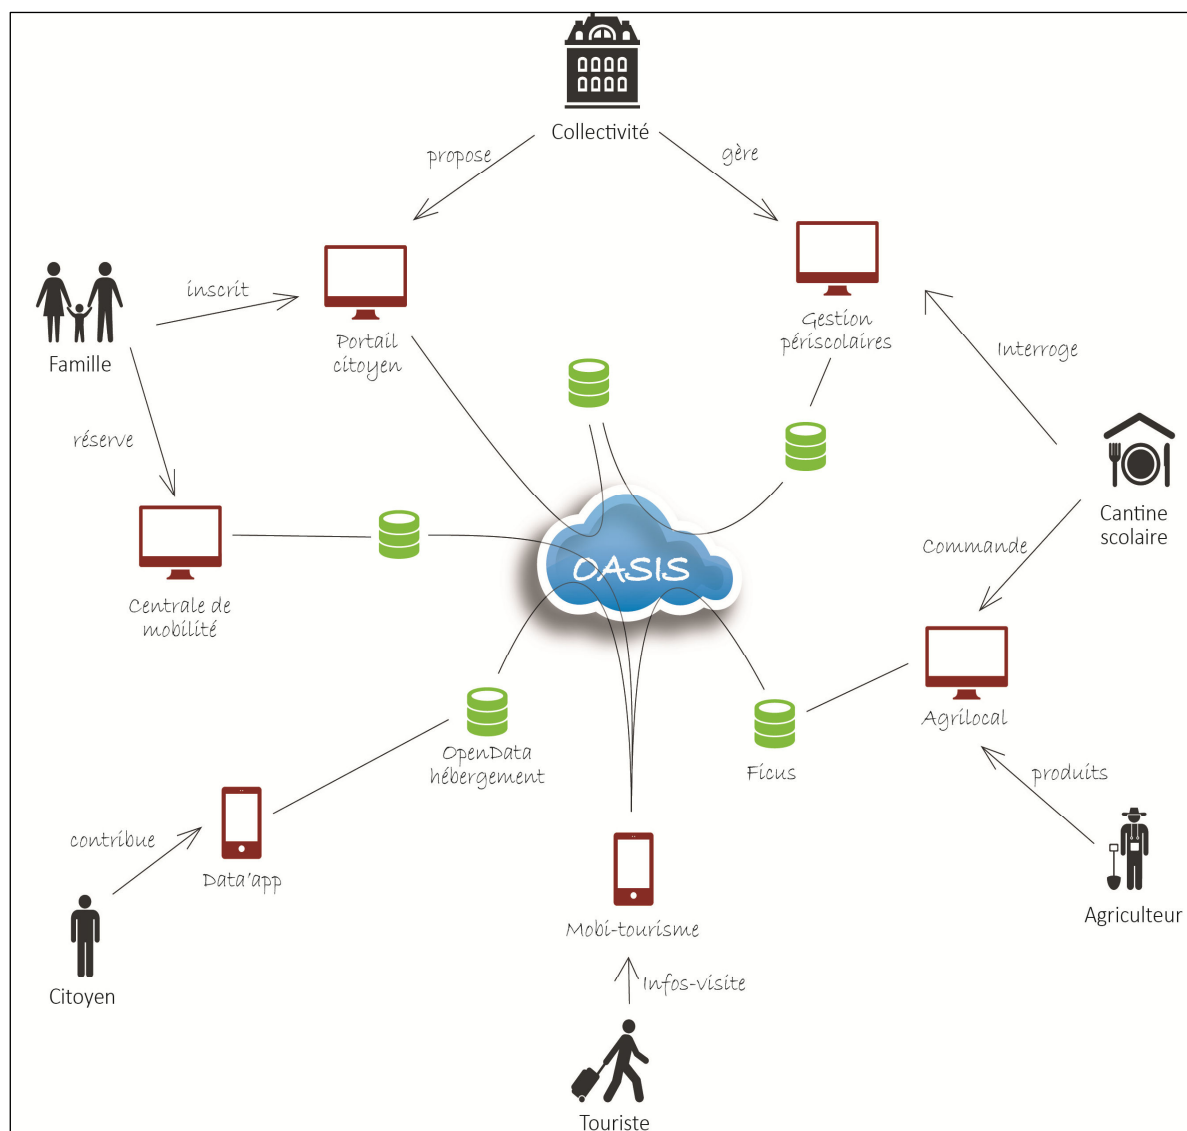 Collectivité
propose
gère
inscrit
Famille
Portail
citoyen
Gestion
périscolaires
Interroge
réserve
Cantine
scolaire
Commande
OASIS
Centrale de
mobilité
Agrilocal
OpenData
hébergement
Ficus
produits
contribue
Data'app
Mobi-tourisme
Agriculteur
Citoyen
Infos-visite
Touriste